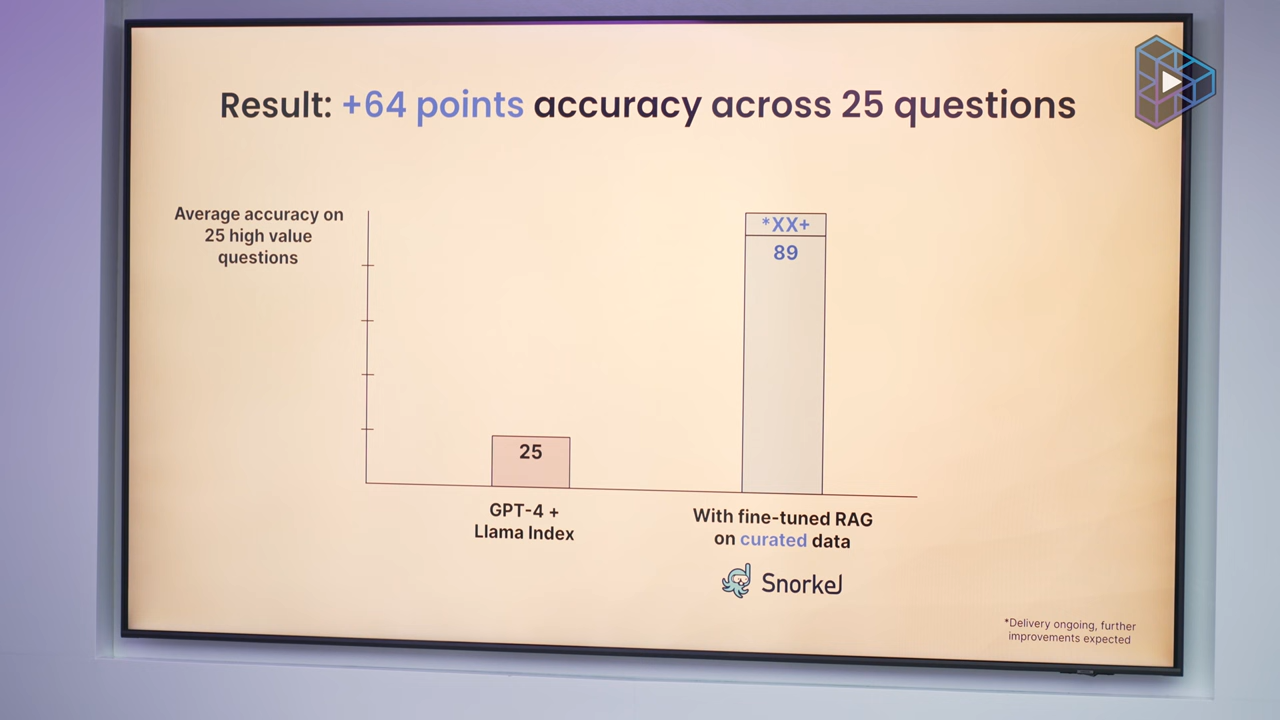 Result: +64 points accuracy across 25 questions
Average accuracy on
25 high value
questions
*XX+
89
25
GPT-4 +
Llama Index
With fine-tuned RAG
on curated data
Snorkel
*Delivery ongoing, further
improvements expected